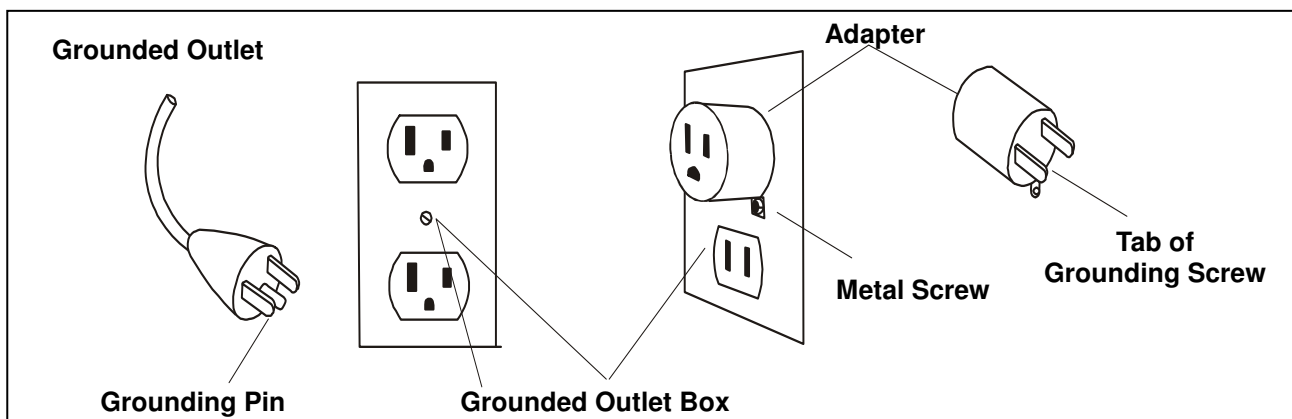 Grounded Outlet
Adapter
Tab of
Grounding Screw
Metal Screw
Grounding Pin
Grounded Outlet Box